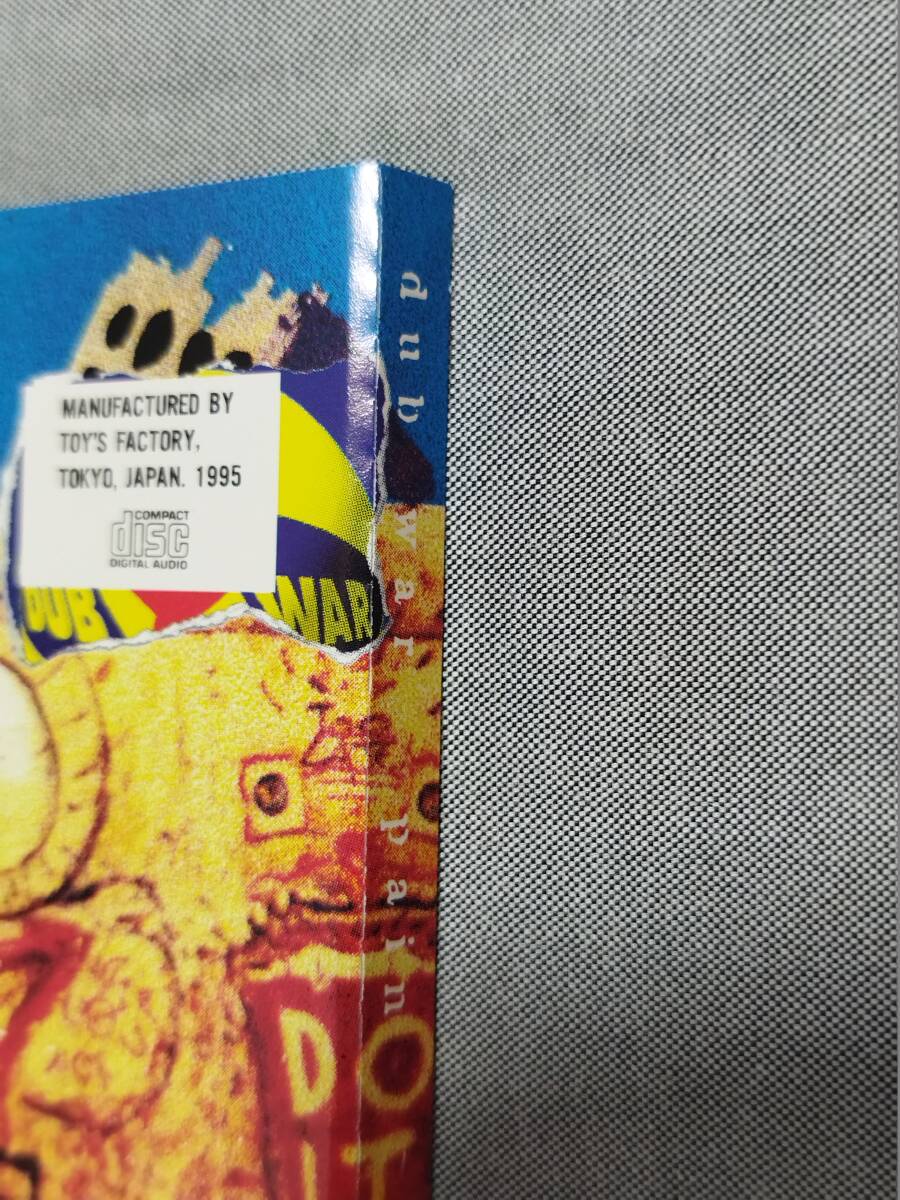 MANUFACTURED BY
TOY'S FACTORY,
TOKYO, JAPAN. 1995
COMPACT
disc
DIGITAL AUDIO
DUB WAR
dub war pain